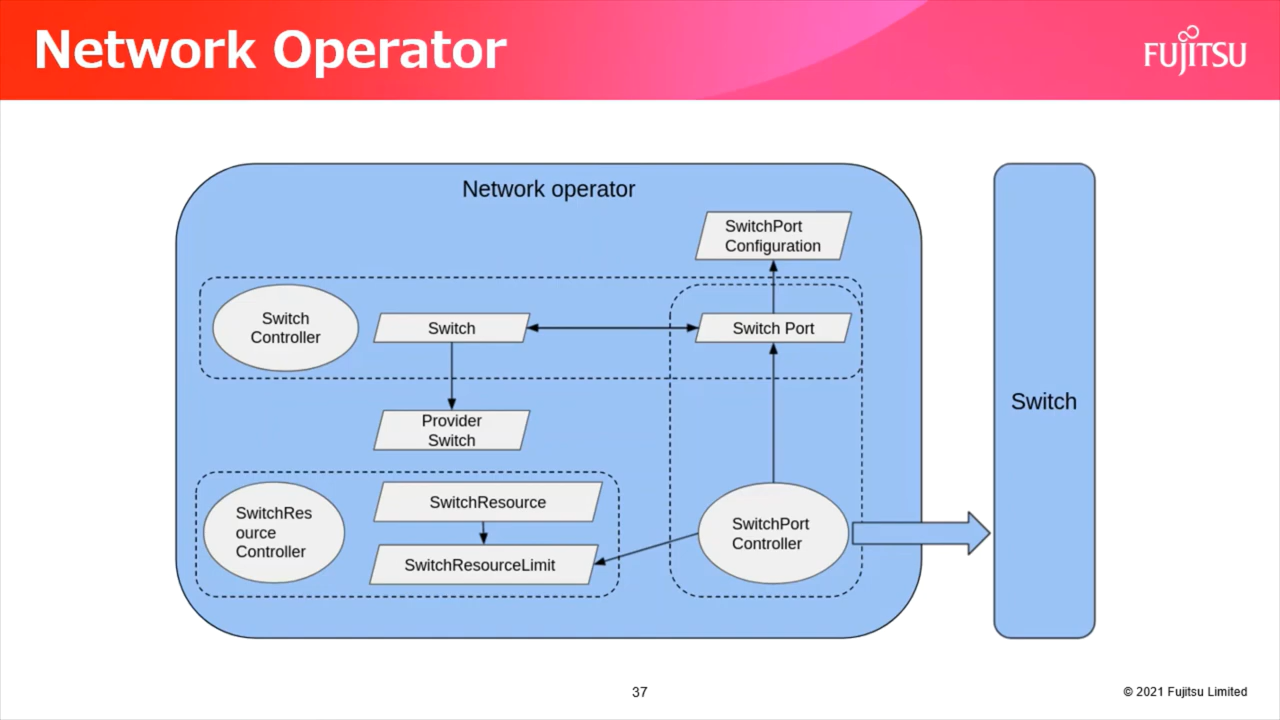 Network Operator
FUJITSU
Network operator
SwitchPort
Configuration
Switch
Controller
Switch
Switch Port
Provider
Switch
Switch
SwitchRes
ource
Controller
SwitchResource
SwitchResourceLimit
SwitchPort
Controller
37
© 2021 Fujitsu Limited